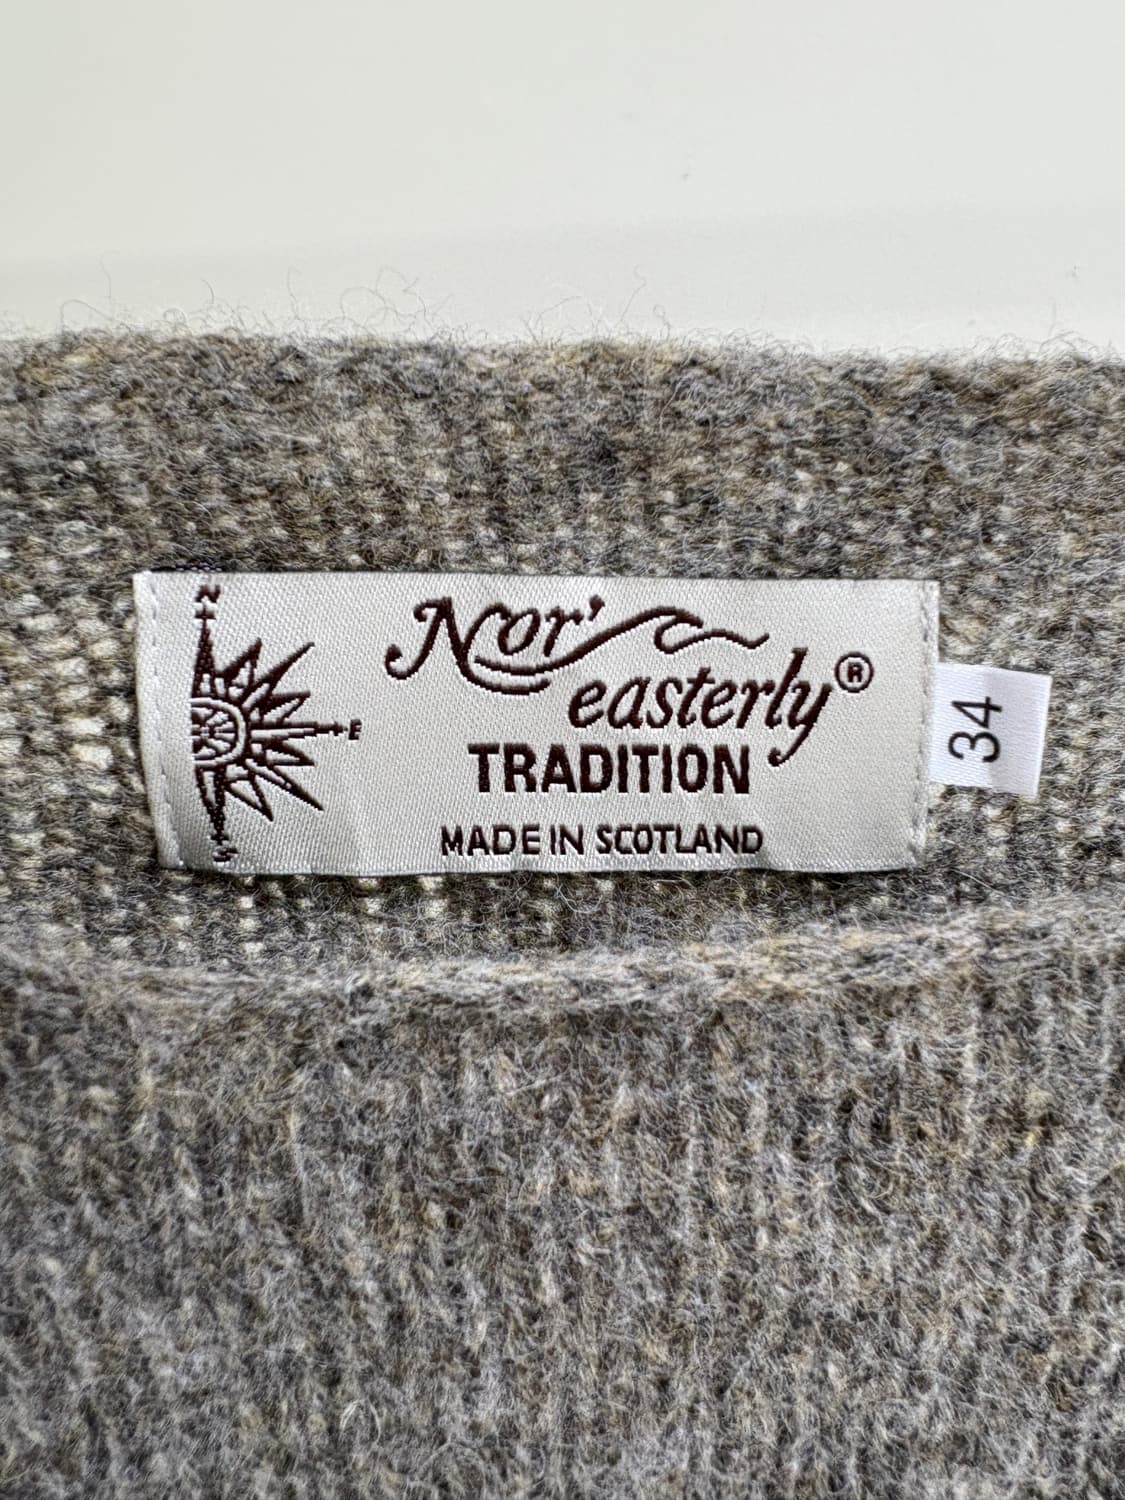 N
Nor'
easterly®
E
TRADITION
MADE IN SCOTLAND
S
34